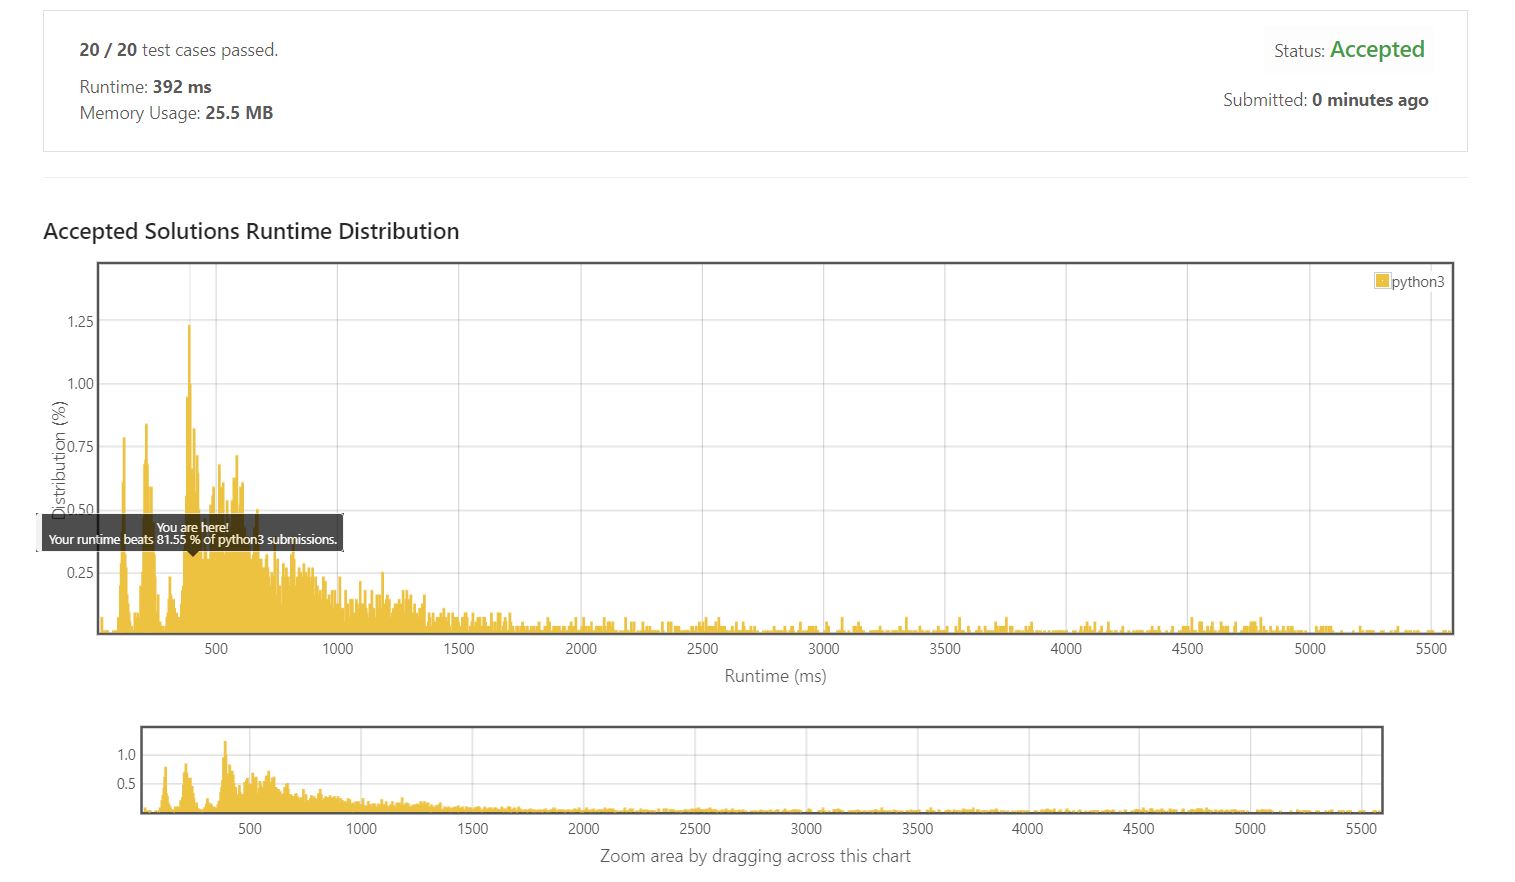 20 / 20 test cases passed.
Status: Accepted
Runtime: 392 ms
Memory Usage: 25.5 MB
Submitted: 0 minutes ago
Accepted Solutions Runtime Distribution
python3
1.25
1.00
0.75
0.50
0.25
Distribution (%)
You are here!
Your runtime beats 81.55 % of python3 submissions.
500 1000 1500 2000 2500 3000 3500 4000 4500 5000 5500
Runtime (ms)
1.0
0.5
500 1000 1500 2000 2500 3000 3500 4000 4500 5000 5500
Zoom area by dragging across this chart